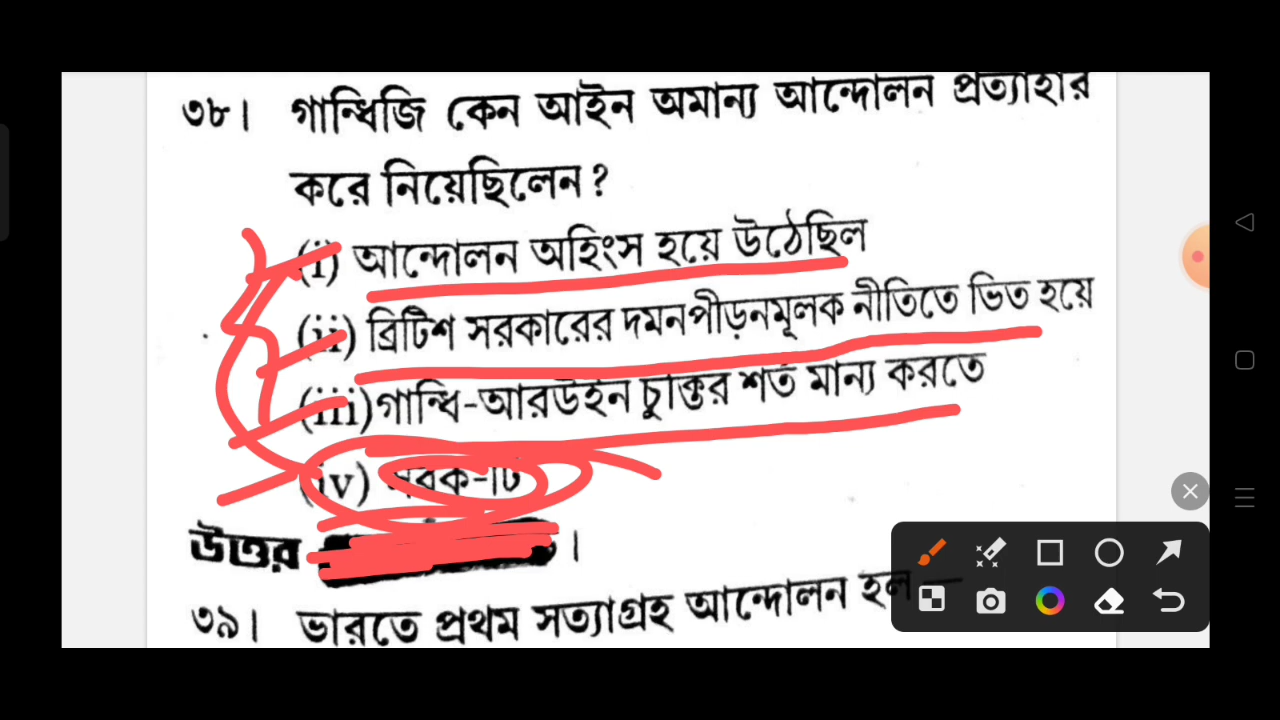 ৩৮। গান্ধিজি কেন আইন অমান্য আন্দোলন প্রত্যাহার
করে নিয়েছিলেন?
(i) আন্দোলন অহিংস হয়ে উঠেছিল
(ii) ব্রিটিশ সরকারের দমনপীড়নমূলক নীতিতে ভিত হয়ে
(iii) গান্ধি-আরউইন চুক্তির শর্ত মান্য করতে
(iv) সবক-টি
উত্তর ।
৩৯। ভারতে প্রথম সত্যাগ্রহ আন্দোলন হল —